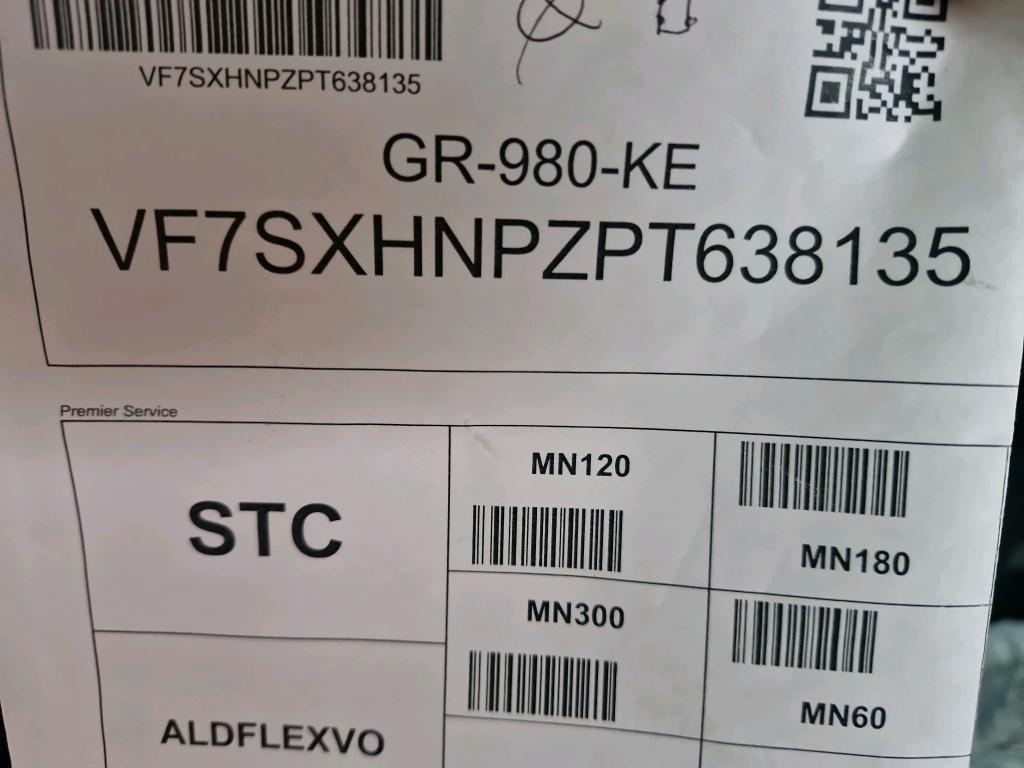 VF7SXHNPZPT638135
GR-980-KE
VF7SXHNPZPT638135
Premier Service
STC
MN120
MN180
MN300
MN60
ALDFLEXVO